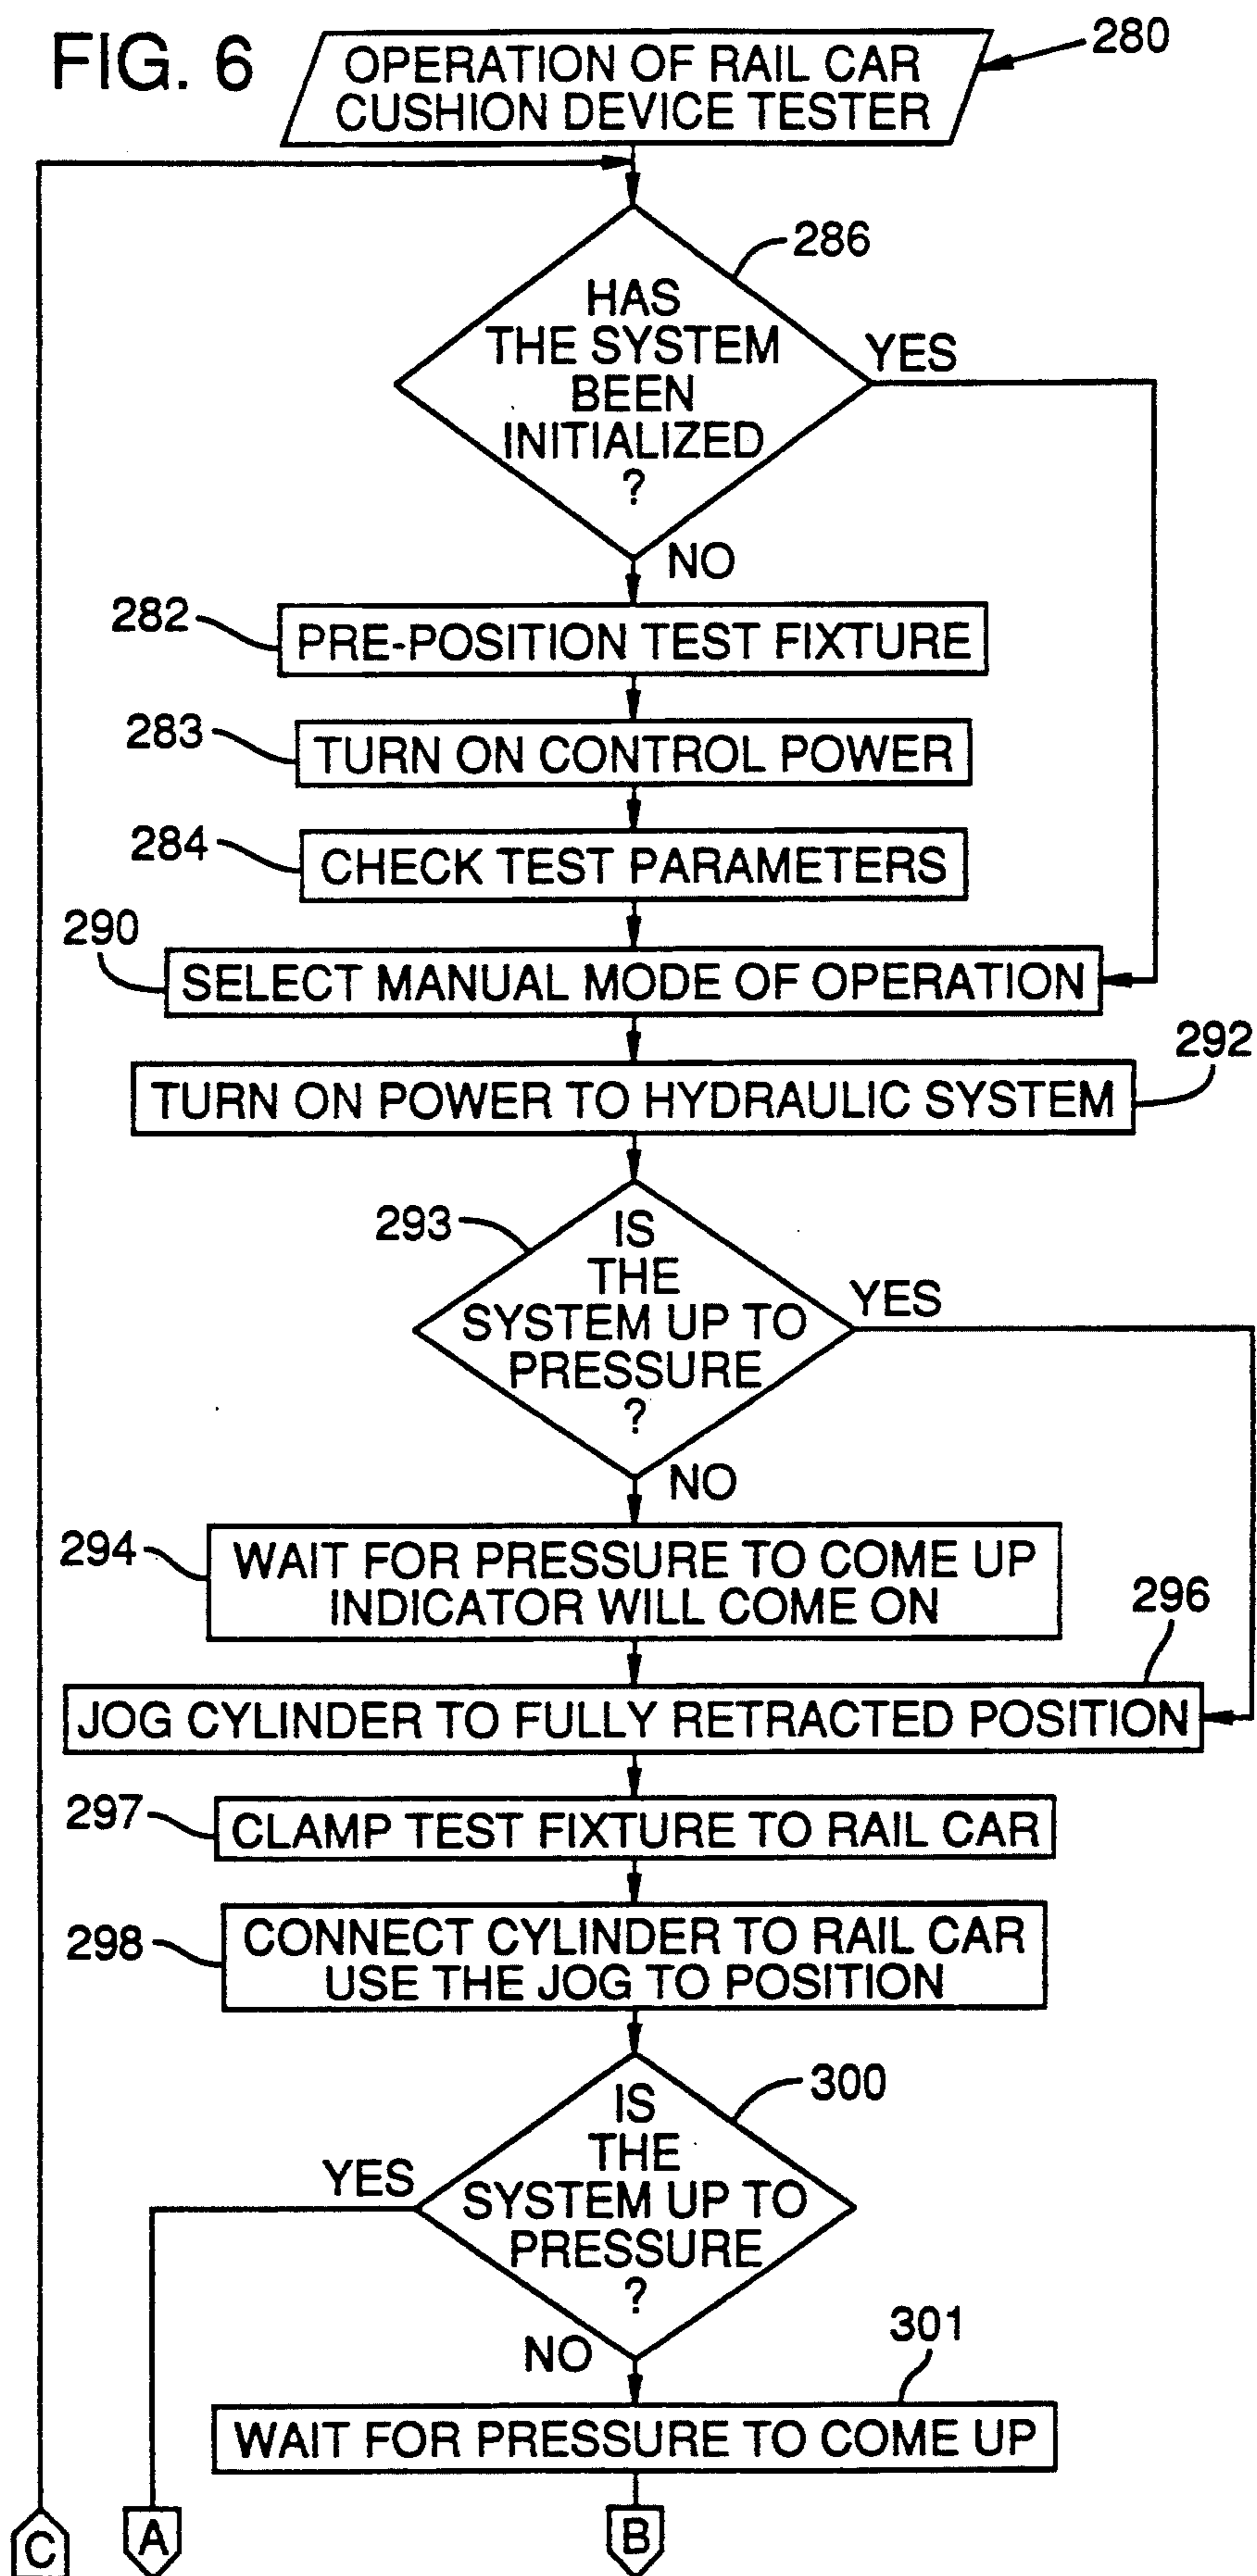 FIG. 6
OPERATION OF RAIL CAR
CUSHION DEVICE TESTER
280
286
HAS
THE SYSTEM
BEEN
INITIALIZED
?
YES
NO
282
PRE-POSITION TEST FIXTURE
283
TURN ON CONTROL POWER
284
CHECK TEST PARAMETERS
290
SELECT MANUAL MODE OF OPERATION
292
TURN ON POWER TO HYDRAULIC SYSTEM
293
IS
THE
SYSTEM UP TO
PRESSURE
?
YES
NO
294
WAIT FOR PRESSURE TO COME UP
INDICATOR WILL COME ON
296
JOG CYLINDER TO FULLY RETRACTED POSITION
297
CLAMP TEST FIXTURE TO RAIL CAR
298
CONNECT CYLINDER TO RAIL CAR
USE THE JOG TO POSITION
300
IS
THE
SYSTEM UP TO
PRESSURE
?
YES
NO
301
WAIT FOR PRESSURE TO COME UP
C
A
B